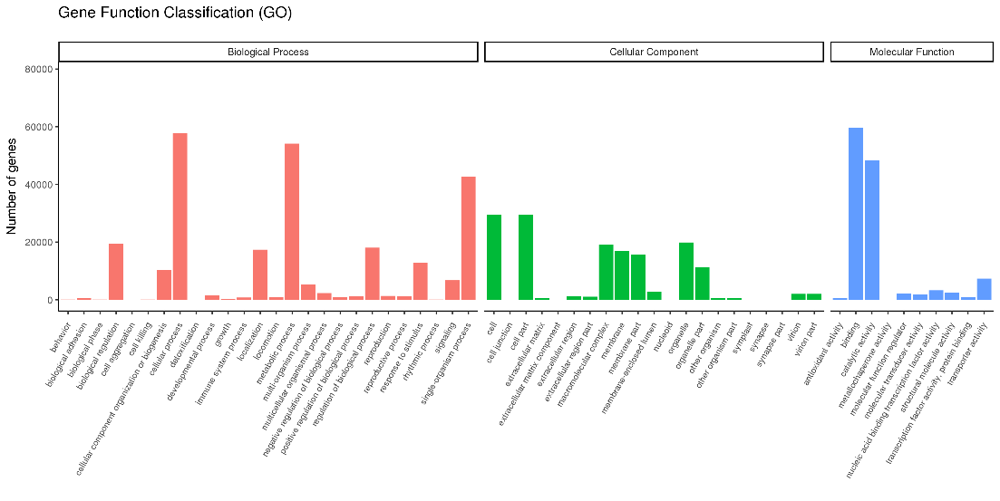 Gene Function Classification (GO)
Biological Process
Cellular Component
Molecular Function
Number of genes
80000
60000
40000
20000
0
behavior
biological adhesion
biological phase
biological regulation
cell aggregation
cell killing
cellular component organization or biogenesis
cellular process
detoxification
developmental process
growth
immune system process
localization
locomotion
metabolic process
multi-organism process
multicellular organismal process
negative regulation of biological process
positive regulation of biological process
regulation of biological process
reproduction
reproductive process
response to stimulus
rhythmic process
signaling
single-organism process
cell
cell junction
cell part
extracellular matrix
extracellular matrix component
extracellular region
extracellular region part
macromolecular complex
membrane
membrane part
membrane-enclosed lumen
nucleoid
organelle
organelle part
other organism
other organism part
symplast
synapse
synapse part
virion
virion part
antioxidant activity
binding
catalytic activity
metallochaperone activity
molecular function regulator
molecular transducer activity
nucleic acid binding transcription factor activity
structural molecule activity
transcription factor activity, protein binding
transporter activity